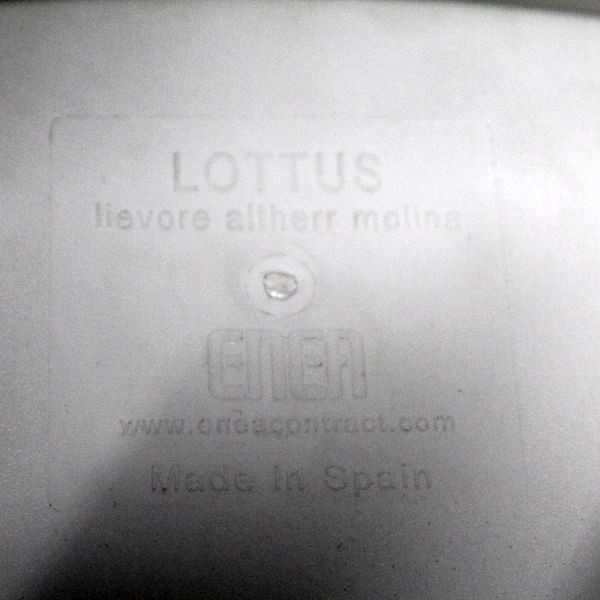 LOTTUS
lievore altherr molina
ENEA
www.eneacontract.com
Made in Spain